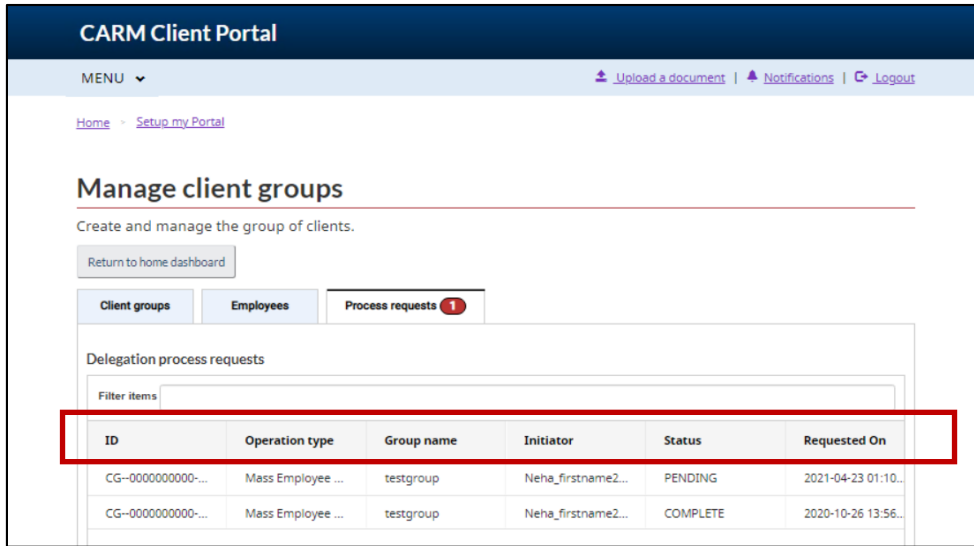 CARM Client Portal
MENU Upload a document | Notifications | Logout
Home > Setup my Portal
Manage client groups
Create and manage the group of clients.
Return to home dashboard
Client groups Employees Process requests 1
Delegation process requests
Filter items
ID Operation type Group name Initiator Status Requested On
CG--0000000000-... Mass Employee ... testgroup Neha_firstname2... PENDING 2021-04-23 01:10..
CG--0000000000-... Mass Employee ... testgroup Neha_firstname2... COMPLETE 2020-10-26 13:56..